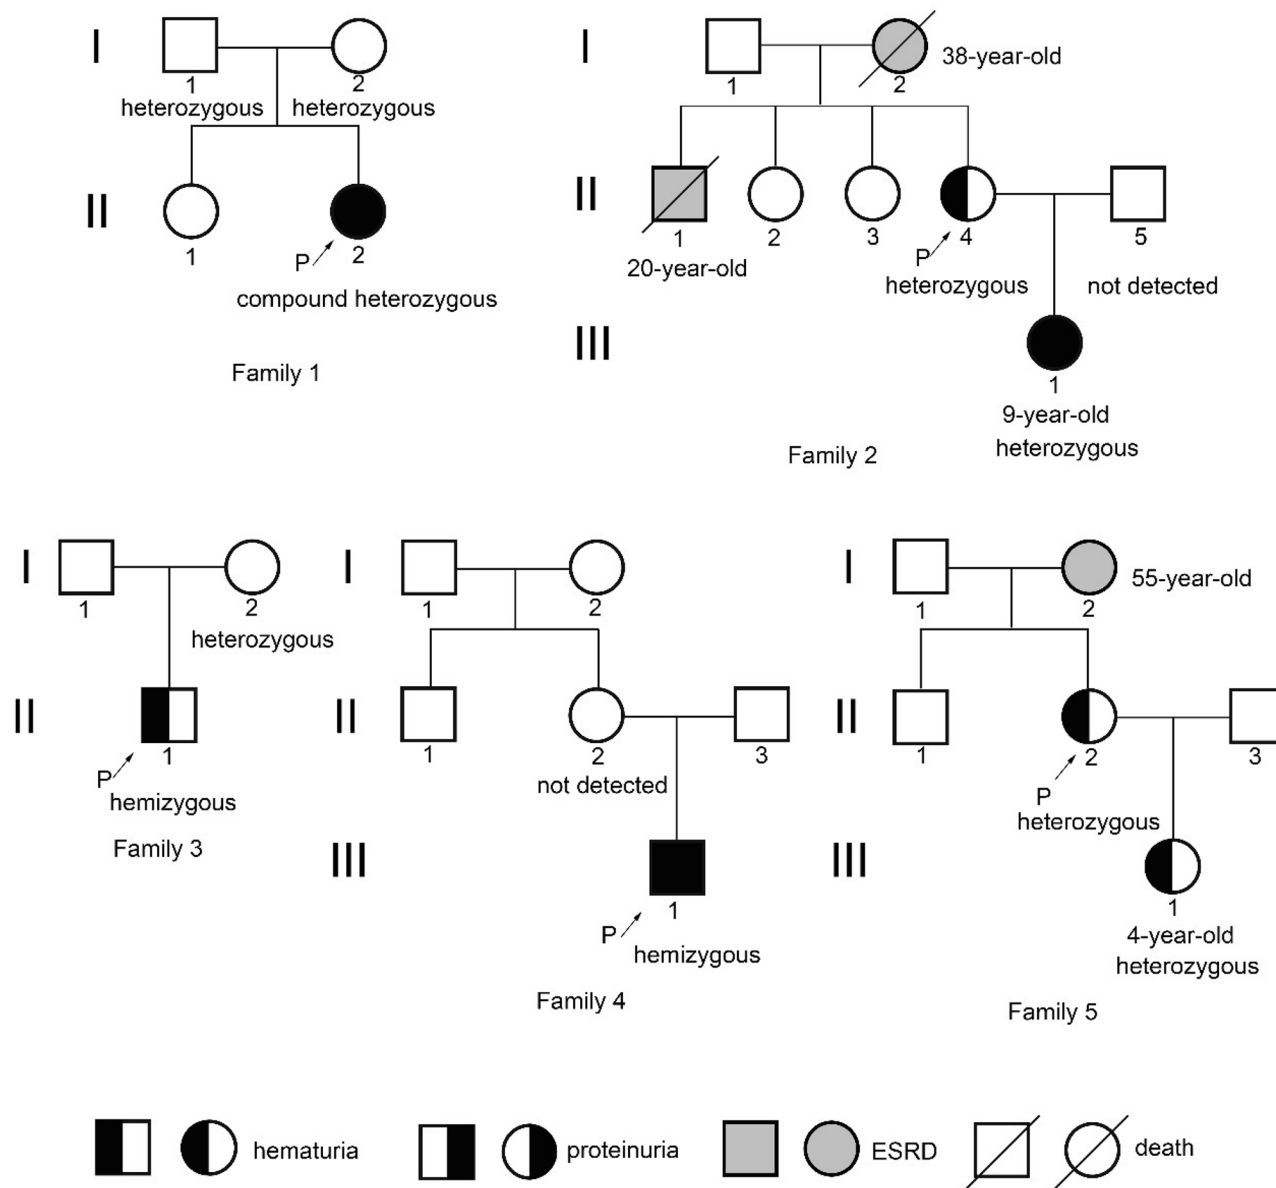 I
1
heterozygous
2
heterozygous
II
1
P
2
compound heterozygous
Family 1
I
1
2
38-year-old
II
1
20-year-old
2
3
P
4
heterozygous
5
not detected
III
1
9-year-old
heterozygous
Family 2
I
1
2
heterozygous
II
P
1
hemizygous
Family 3
I
1
2
II
1
2
not detected
3
III
P
1
hemizygous
Family 4
I
1
2
55-year-old
II
1
P
2
heterozygous
3
III
1
4-year-old
heterozygous
Family 5
hematuria
proteinuria
ESRD
death